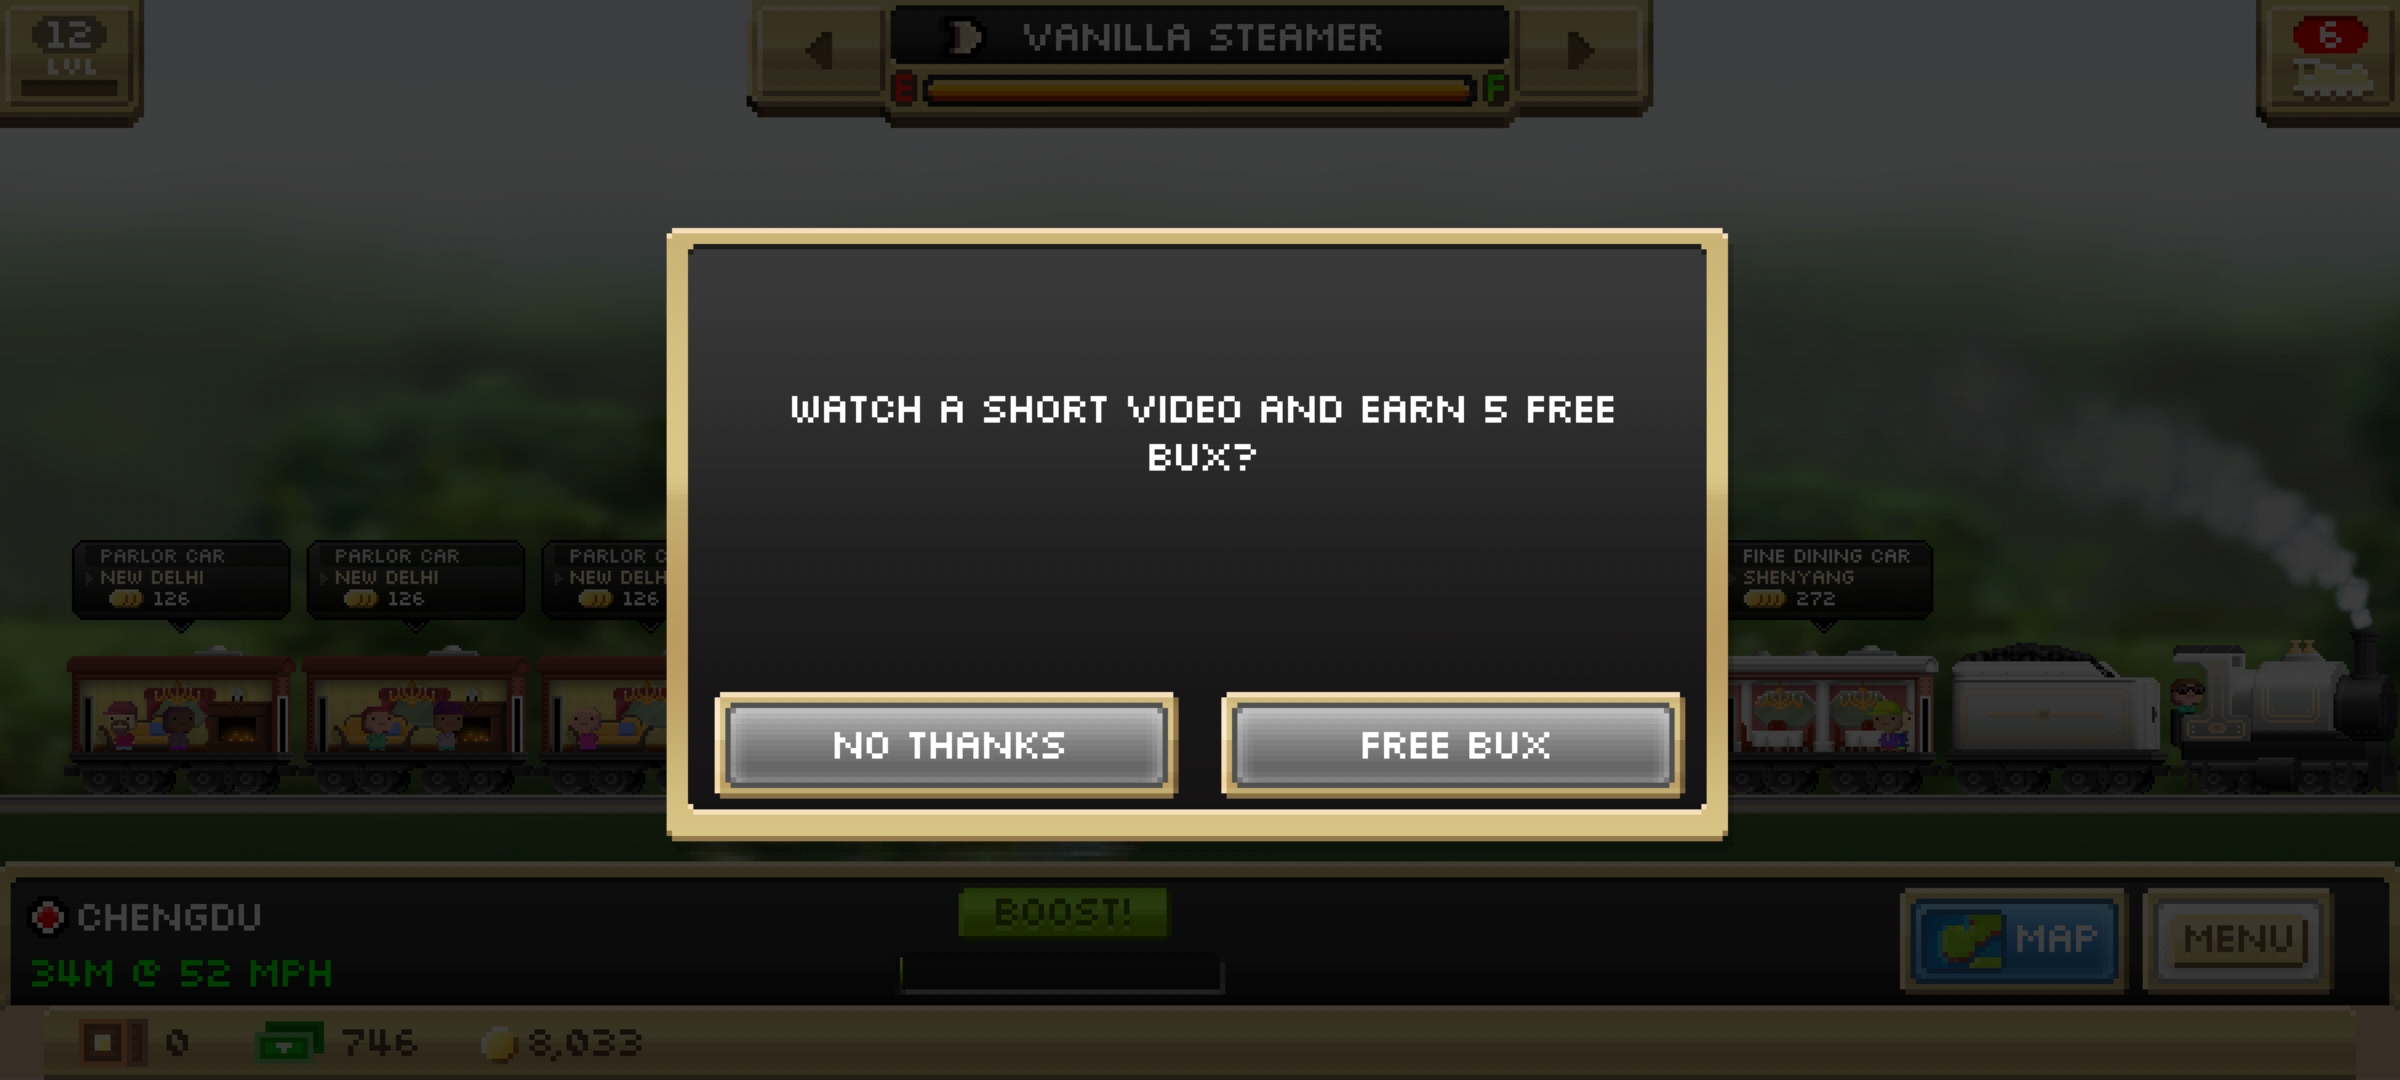 12
LVL
VANILLA STEAMER
E F
6
WATCH A SHORT VIDEO AND EARN 5 FREE
BUX?
NO THANKS
FREE BUX
PARLOR CAR
NEW DELHI
126
PARLOR CAR
NEW DELHI
126
PARLOR C
NEW DELH
126
FINE DINING CAR
SHENYANG
272
CHENGDU
34M @ 52 MPH
BOOST!
MAP
MENU
0 746 8,033